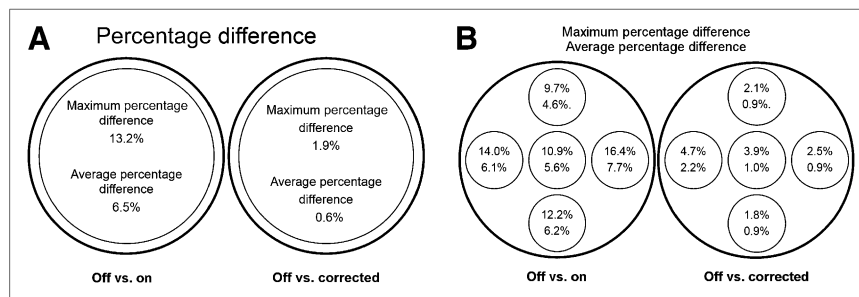 A
Percentage difference
Maximum percentage
difference
13.2%
Average percentage
difference
6.5%
Off vs. on
Maximum percentage
difference
1.9%
Average percentage
difference
0.6%
Off vs. corrected
B
Maximum percentage difference
Average percentage difference
9.7%
4.6%.
14.0%
6.1%
10.9%
5.6%
16.4%
7.7%
12.2%
6.2%
Off vs. on
2.1%
0.9%.
4.7%
2.2%
3.9%
1.0%
2.5%
0.9%
1.8%
0.9%
Off vs. corrected